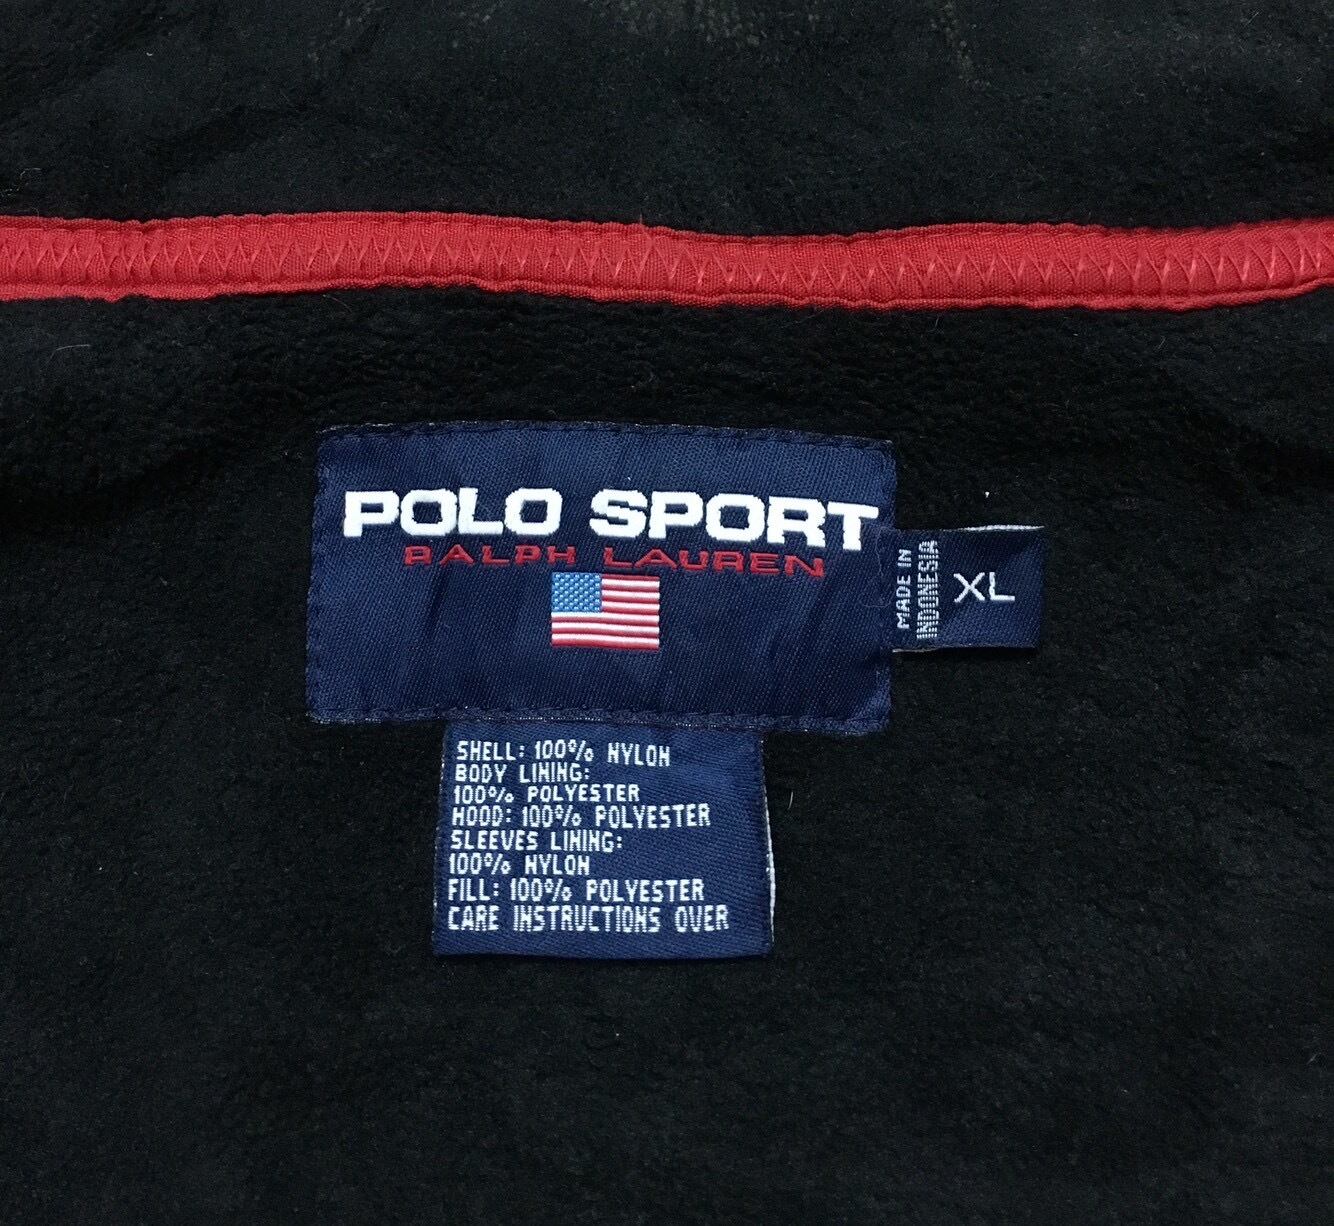 POLO SPORT
RALPH LAUREN
MADE IN
INDONESIA
XL
SHELL: 100% NYLON
BODY LINING:
100% POLYESTER
HOOD: 100% POLYESTER
SLEEVES LINING:
100% NYLON
FILL: 100% POLYESTER
CARE INSTRUCTIONS OVER